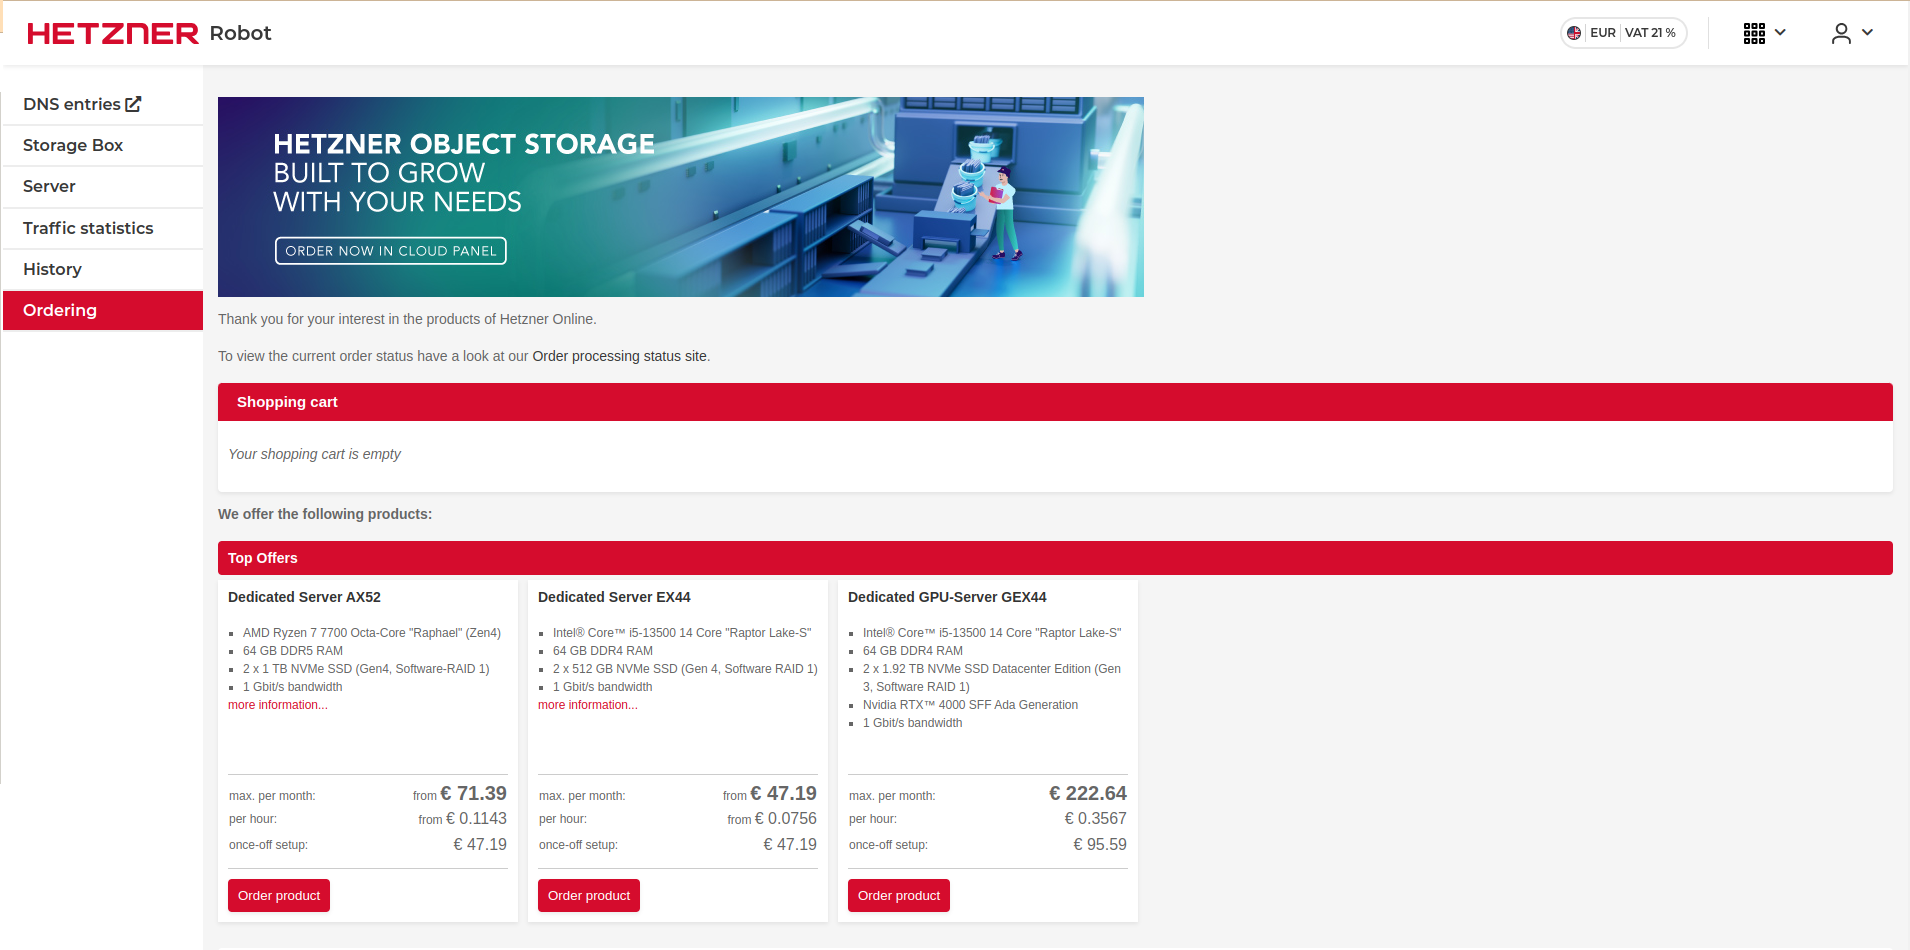 HETZNER Robot
EUR VAT 21 %
DNS entries
Storage Box
Server
Traffic statistics
History
Ordering
HETZNER OBJECT STORAGE
BUILT TO GROW
WITH YOUR NEEDS
ORDER NOW IN CLOUD PANEL
Thank you for your interest in the products of Hetzner Online.
To view the current order status have a look at our Order processing status site.
Shopping cart
Your shopping cart is empty
We offer the following products:
Top Offers
Dedicated Server AX52
AMD Ryzen 7 7700 Octa-Core "Raphael" (Zen4)
64 GB DDR5 RAM
2 x 1 TB NVMe SSD (Gen4, Software-RAID 1)
1 Gbit/s bandwidth
more information...
max. per month: from € 71.39
per hour: from € 0.1143
once-off setup: € 47.19
Order product
Dedicated Server EX44
Intel® Core™ i5-13500 14 Core "Raptor Lake-S"
64 GB DDR4 RAM
2 x 512 GB NVMe SSD (Gen 4, Software RAID 1)
1 Gbit/s bandwidth
more information...
max. per month: from € 47.19
per hour: from € 0.0756
once-off setup: € 47.19
Order product
Dedicated GPU-Server GEX44
Intel® Core™ i5-13500 14 Core "Raptor Lake-S"
64 GB DDR4 RAM
2 x 1.92 TB NVMe SSD Datacenter Edition (Gen
3, Software RAID 1)
Nvidia RTX™ 4000 SFF Ada Generation
1 Gbit/s bandwidth
max. per month: € 222.64
per hour: € 0.3567
once-off setup: € 95.59
Order product